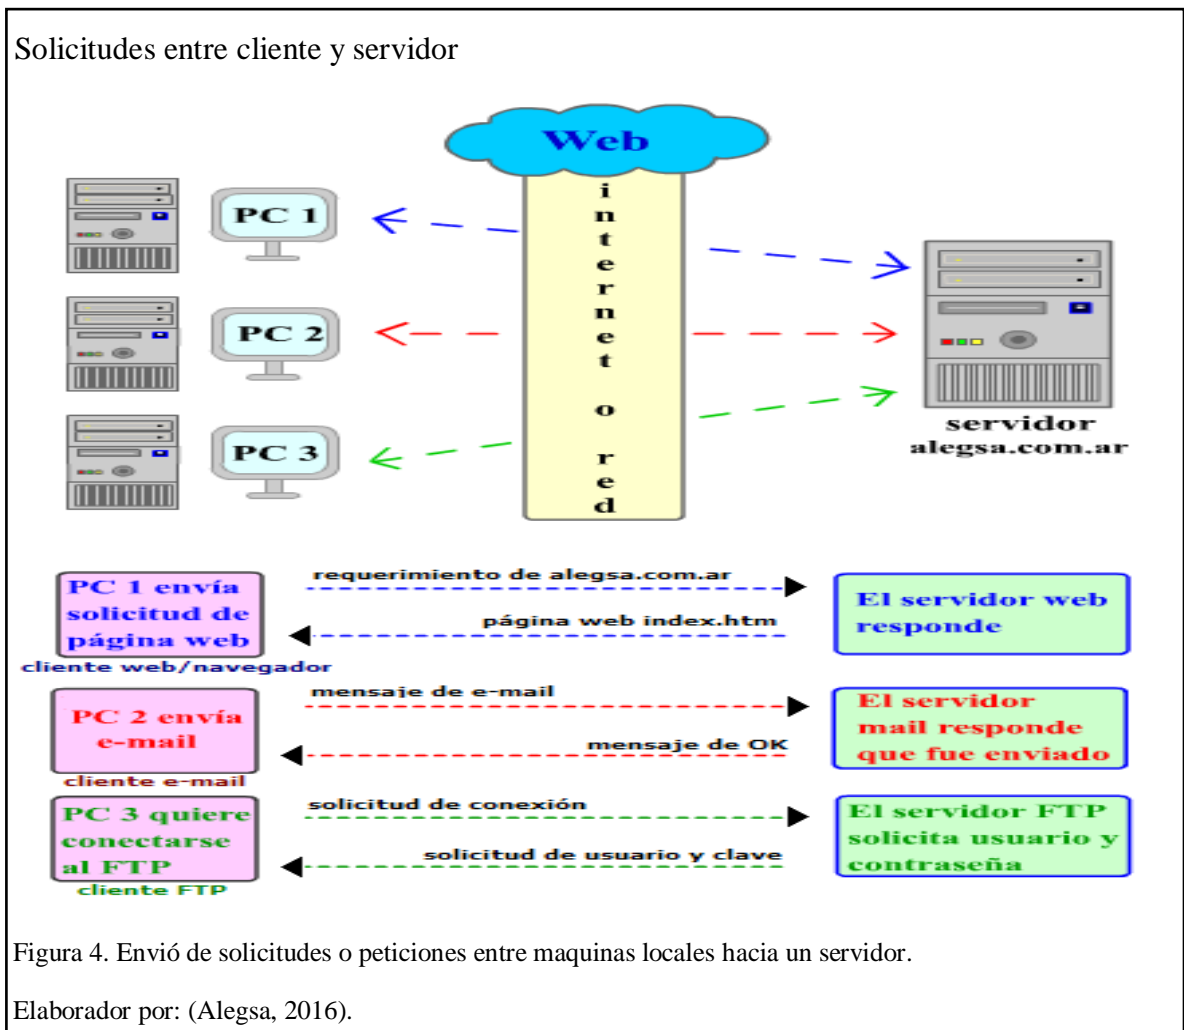 Solicitudes entre cliente y servidor
Web
internet o red
PC 1
PC 2
PC 3
servidor
alegsa.com.ar
PC 1 envía
solicitud de
página web
cliente web/navegador
requerimiento de alegsa.com.ar
página web index.htm
El servidor web
responde
PC 2 envía
e-mail
cliente e-mail
mensaje de e-mail
mensaje de OK
El servidor
mail responde
que fue enviado
PC 3 quiere
conectarse
al FTP
cliente FTP
solicitud de conexión
solicitud de usuario y clave
El servidor FTP
solicita usuario y
contraseña
Figura 4. Envió de solicitudes o peticiones entre maquinas locales hacia un servidor.
Elaborador por: (Alegsa, 2016).